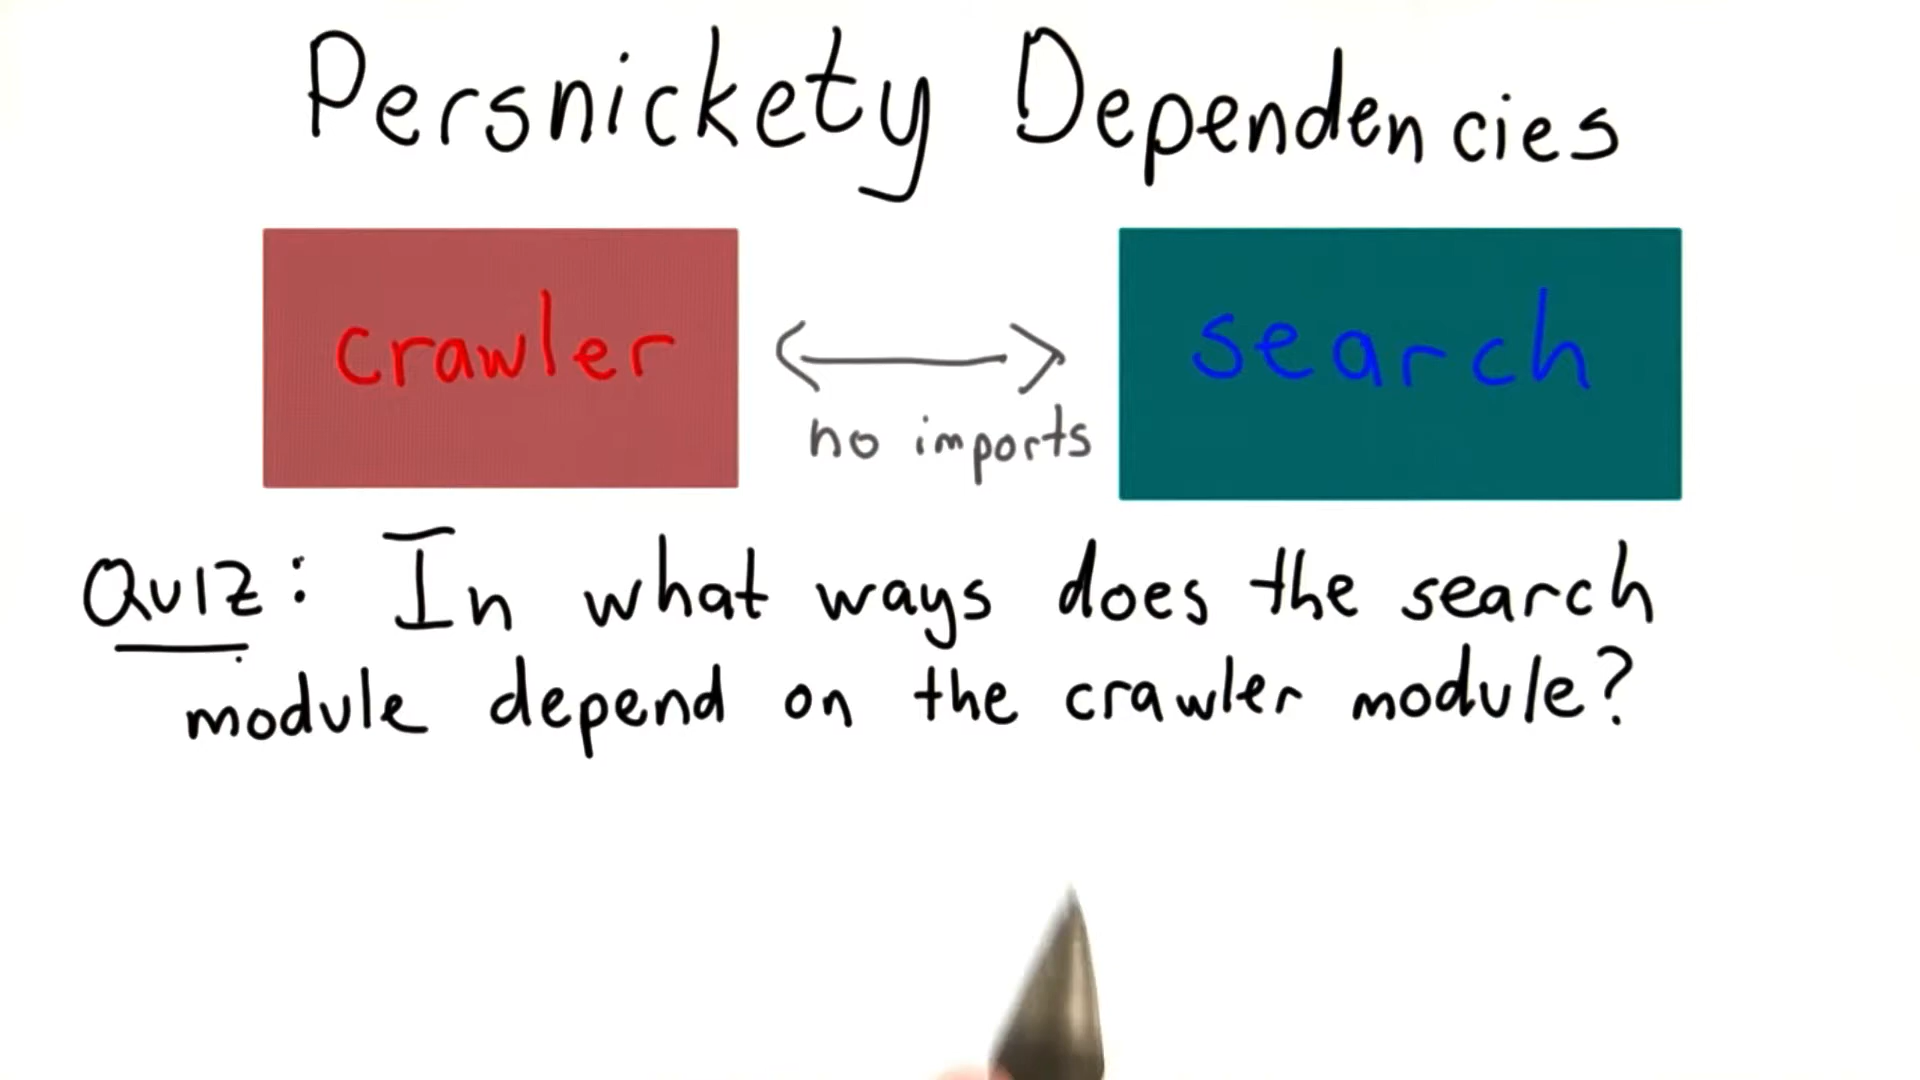 Persnickety Dependencies
crawler
search
no imports
Quiz: In what ways does the search
module depend on the crawler module?